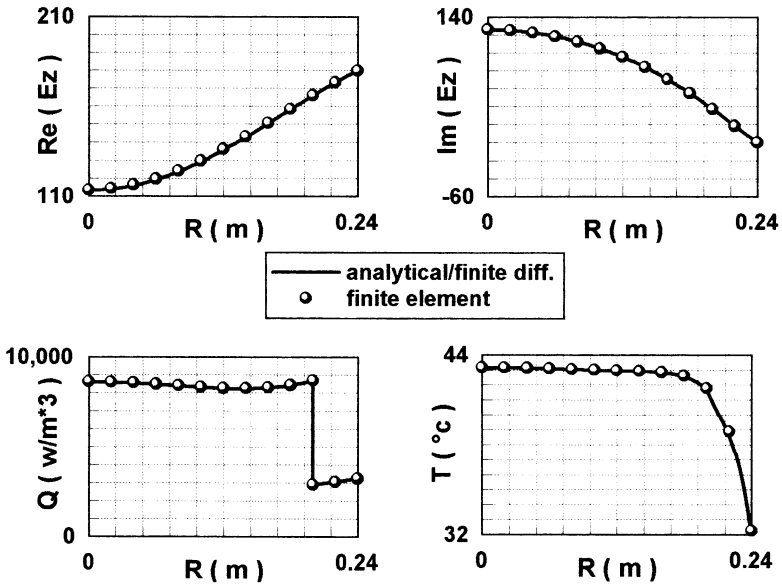 210
Re ( Ez )
110
0
R ( m )
0.24
140
Im ( Ez )
-60
0
R ( m )
0.24
analytical/finite diff.
finite element
10,000
Q ( w/m*3 )
0
0
R ( m )
0.24
44
T ( °c )
32
0
R ( m )
0.24